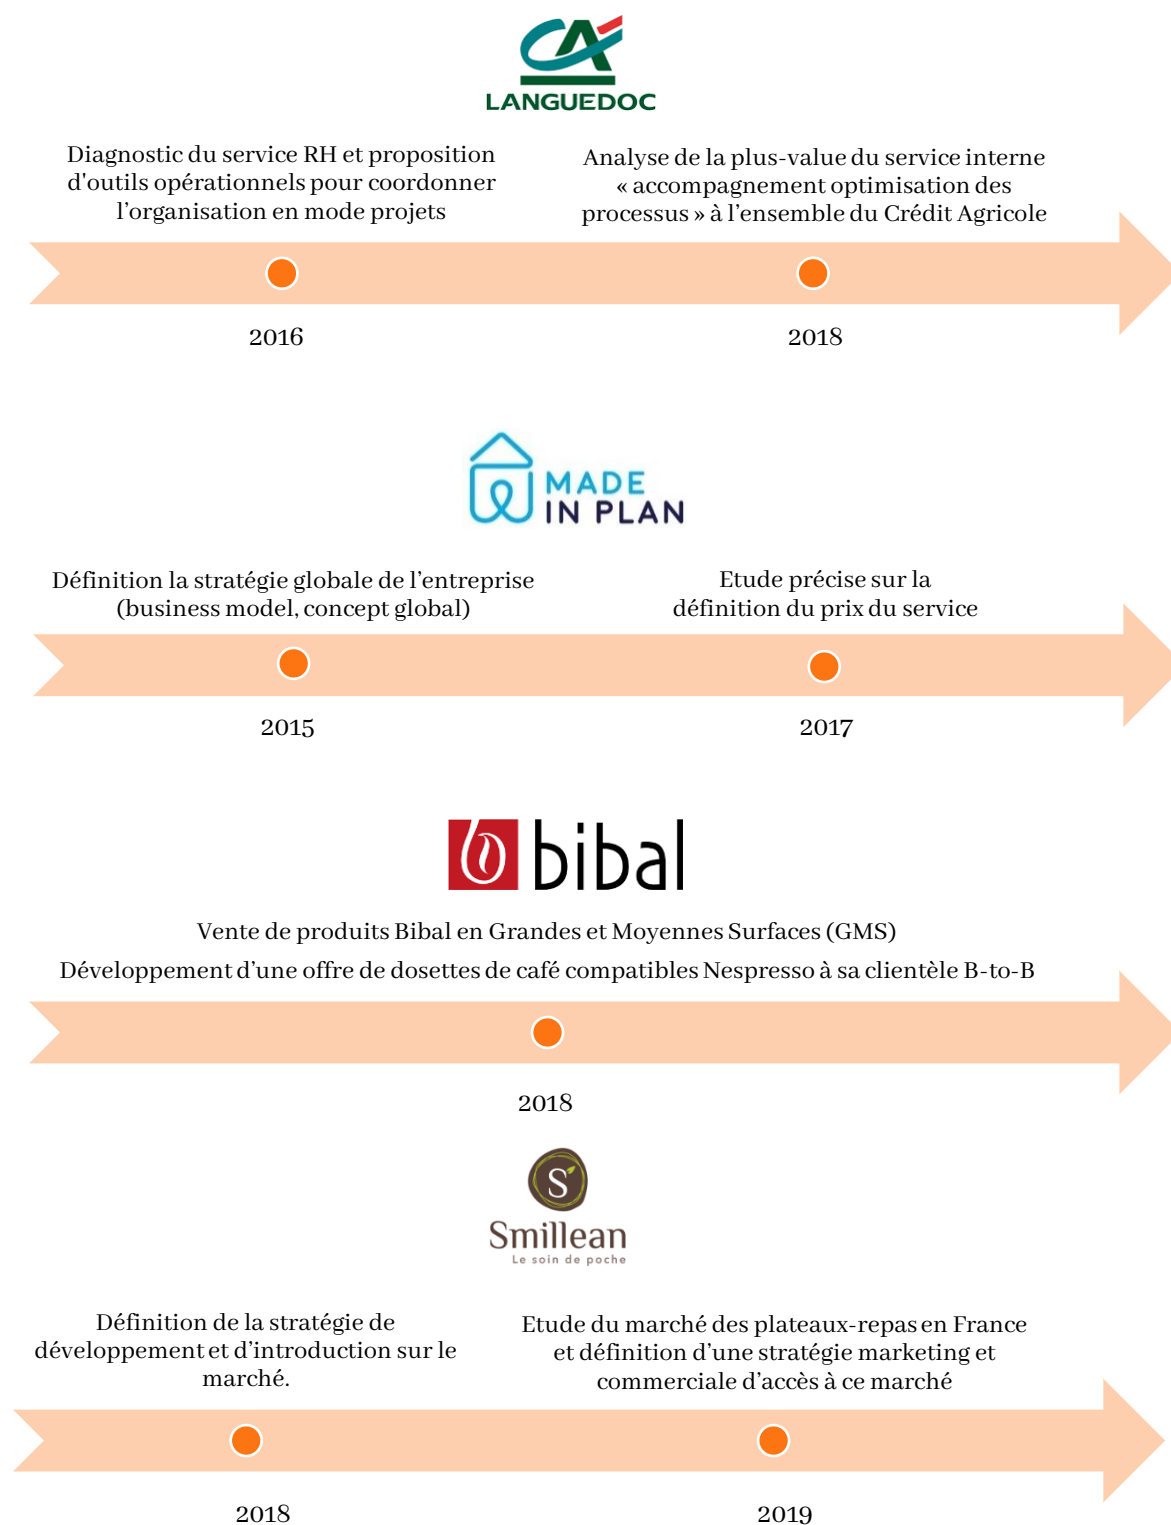 CA
LANGUEDOC
Diagnostic du service RH et proposition
d'outils opérationnels pour coordonner
l'organisation en mode projets
Analyse de la plus-value du service interne
« accompagnement optimisation des
processus » à l'ensemble du Crédit Agricole
2016
2018
MADE
IN PLAN
Définition la stratégie globale de l'entreprise
(business model, concept global)
Etude précise sur la
définition du prix du service
2015
2017
bibal
Vente de produits Bibal en Grandes et Moyennes Surfaces (GMS)
Développement d'une offre de dosettes de café compatibles Nespresso à sa clientèle B-to-B
2018
S
Smillean
Le soin de poche
Définition de la stratégie de
développement et d'introduction sur le
marché.
Etude du marché des plateaux-repas en France
et définition d'une stratégie marketing et
commerciale d'accès à ce marché
2018
2019